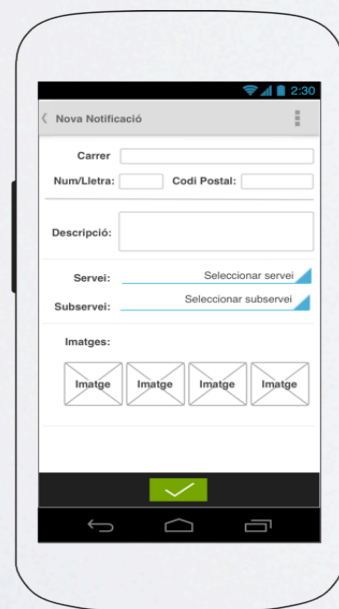 2:30
Nova Notificació
Carrer
Num/Lletra: Codi Postal:
Descripció:
Servei: Seleccionar servei
Subservei: Seleccionar subservei
Imatges:
Imatge Imatge Imatge Imatge